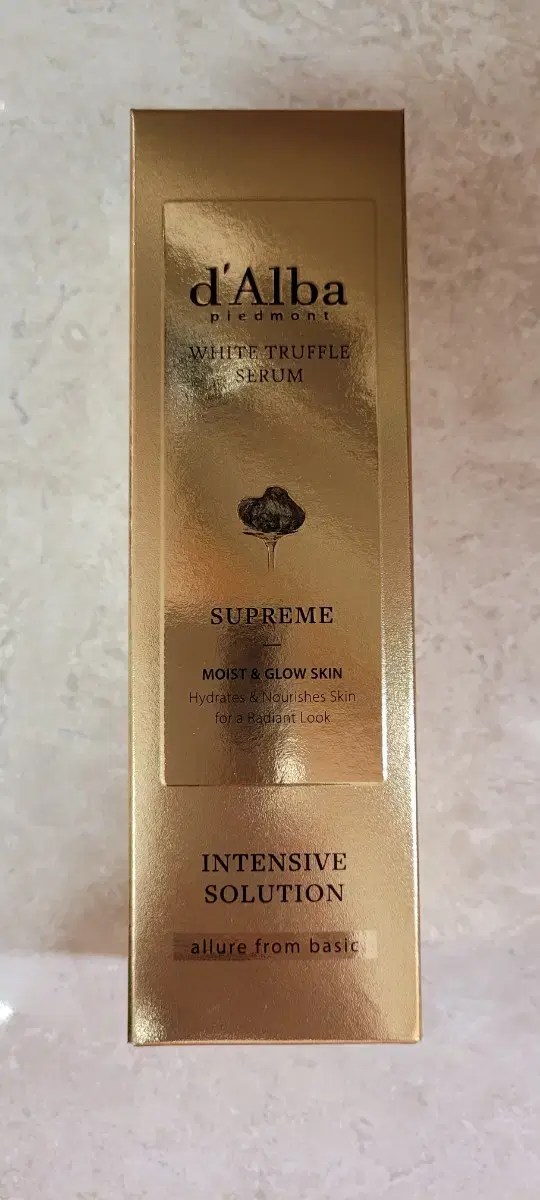 d'Alba
piedmont
WHITE TRUFFLE
SERUM
SUPREME
MOIST & GLOW SKIN
Hydrates & Nourishes Skin
for a Radiant Look
INTENSIVE
SOLUTION
allure from basic